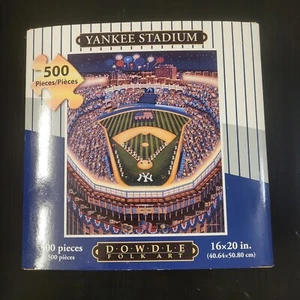 YANKEE STADIUM
500
Pieces/Pièces
NY
500 pieces
500 pièces
DOWDLE
FOLK ART
16x20 in.
(40.64x50.80 cm)